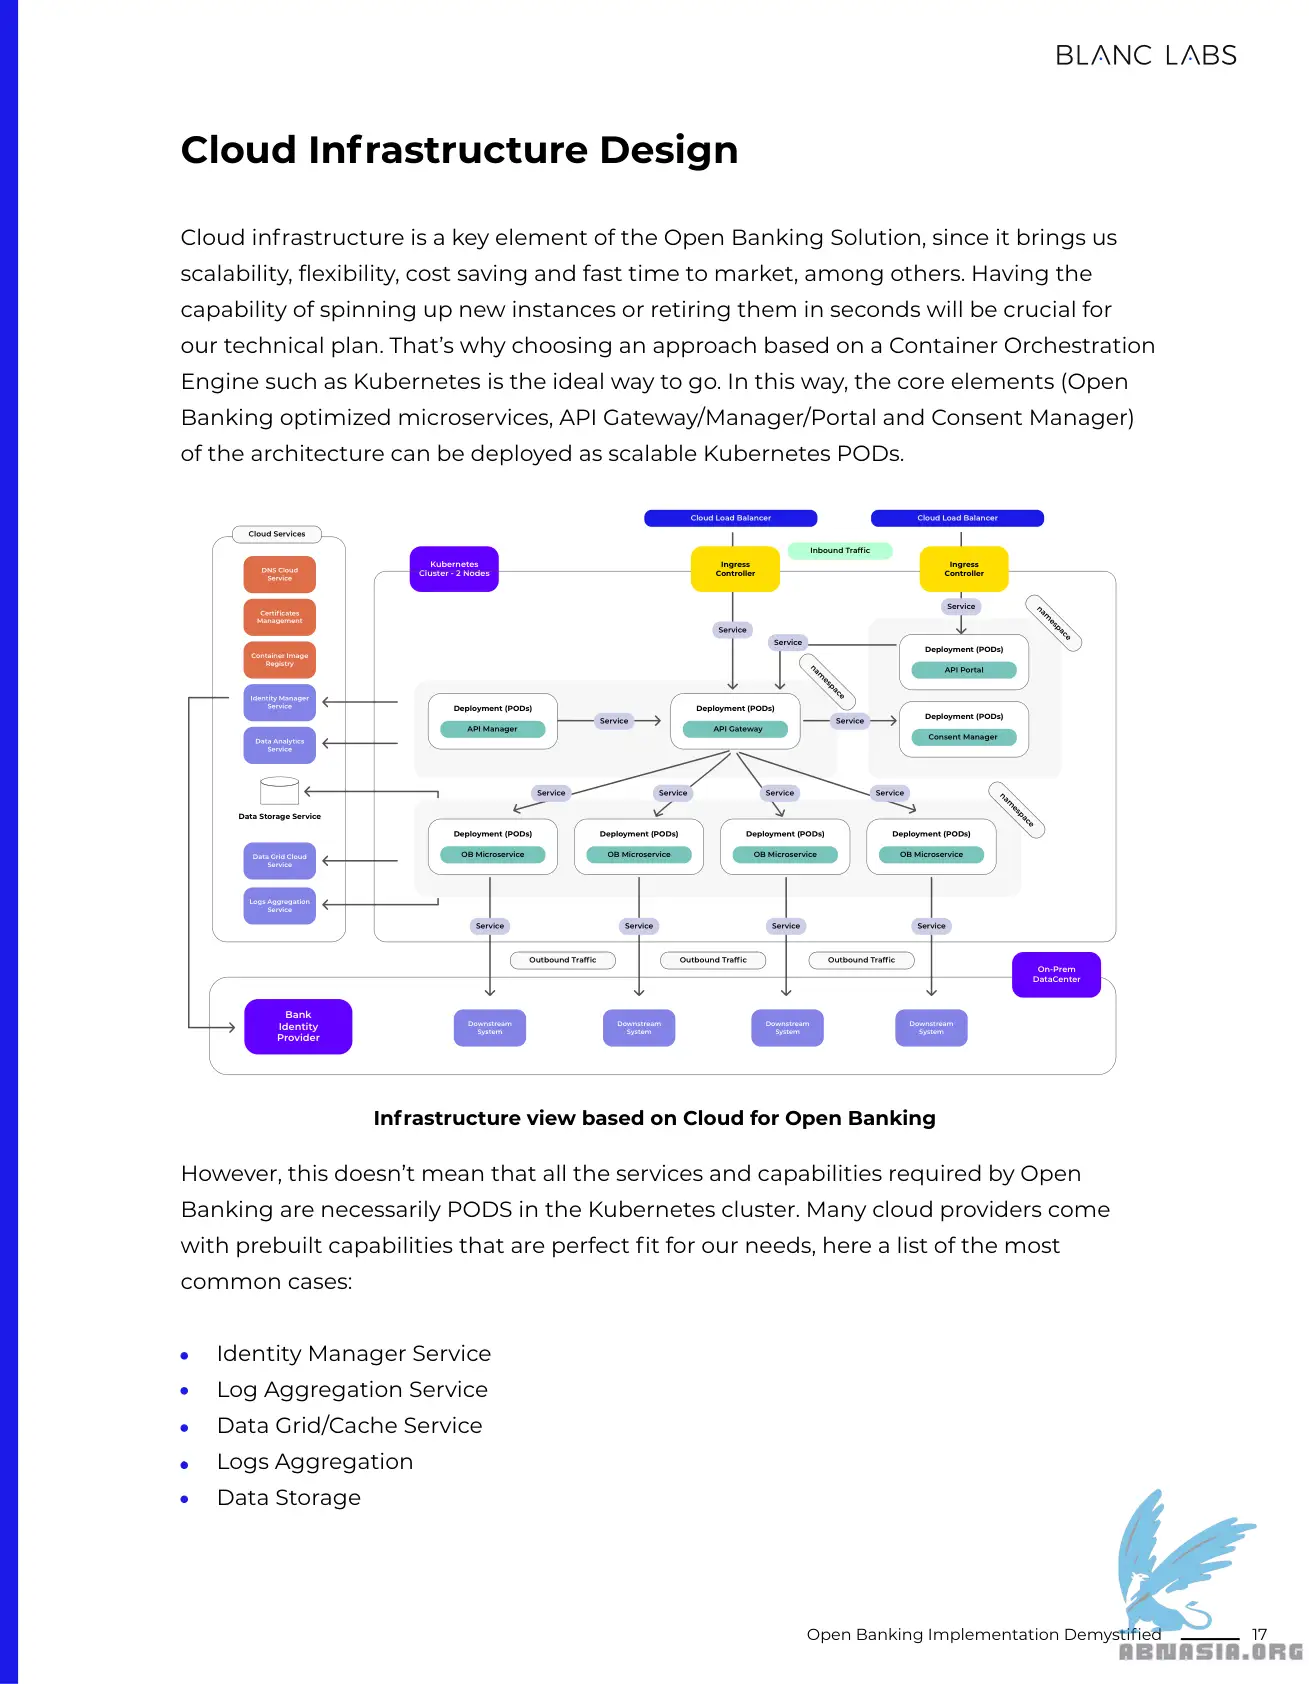 BLANC LABS
Cloud Infrastructure Design
Cloud infrastructure is a key element of the Open Banking Solution, since it brings us
scalability, flexibility, cost saving and fast time to market, among others. Having the
capability of spinning up new instances or retiring them in seconds will be crucial for
our technical plan. That's why choosing an approach based on a Container Orchestration
Engine such as Kubernetes is the ideal way to go. In this way, the core elements (Open
Banking optimized microservices, API Gateway/Manager/Portal and Consent Manager)
of the architecture can be deployed as scalable Kubernetes PODs.
Cloud Load Balancer
Cloud Load Balancer
Cloud Services
Inbound Traffic
DNS Cloud
Service
Kubernetes
Cluster - 2 Nodes
Ingress
Controller
Ingress
Controller
Certificates
Management
Service
namespace
Service
Service
Container Image
Registry
Deployment (PODs)
API Portal
namespace
Identity Manager
Service
Deployment (PODs)
API Manager
Service
Deployment (PODs)
API Gateway
Service
Deployment (PODs)
Consent Manager
Data Analytics
Service
Data Storage Service
Service
Service
Service
Service
namespace
Deployment (PODs)
OB Microservice
Deployment (PODs)
OB Microservice
Deployment (PODs)
OB Microservice
Deployment (PODs)
OB Microservice
Data Grid Cloud
Service
Logs Aggregation
Service
Service
Service
Service
Service
Outbound Traffic
Outbound Traffic
Outbound Traffic
On-Prem
DataCenter
Bank
Identity
Provider
Downstream
System
Downstream
System
Downstream
System
Downstream
System
Infrastructure view based on Cloud for Open Banking
However, this doesn't mean that all the services and capabilities required by Open
Banking are necessarily PODS in the Kubernetes cluster. Many cloud providers come
with prebuilt capabilities that are perfect fit for our needs, here a list of the most
common cases:
• Identity Manager Service
• Log Aggregation Service
• Data Grid/Cache Service
• Logs Aggregation
• Data Storage
Open Banking Implementation Demystified 17
ABNASIA.ORG